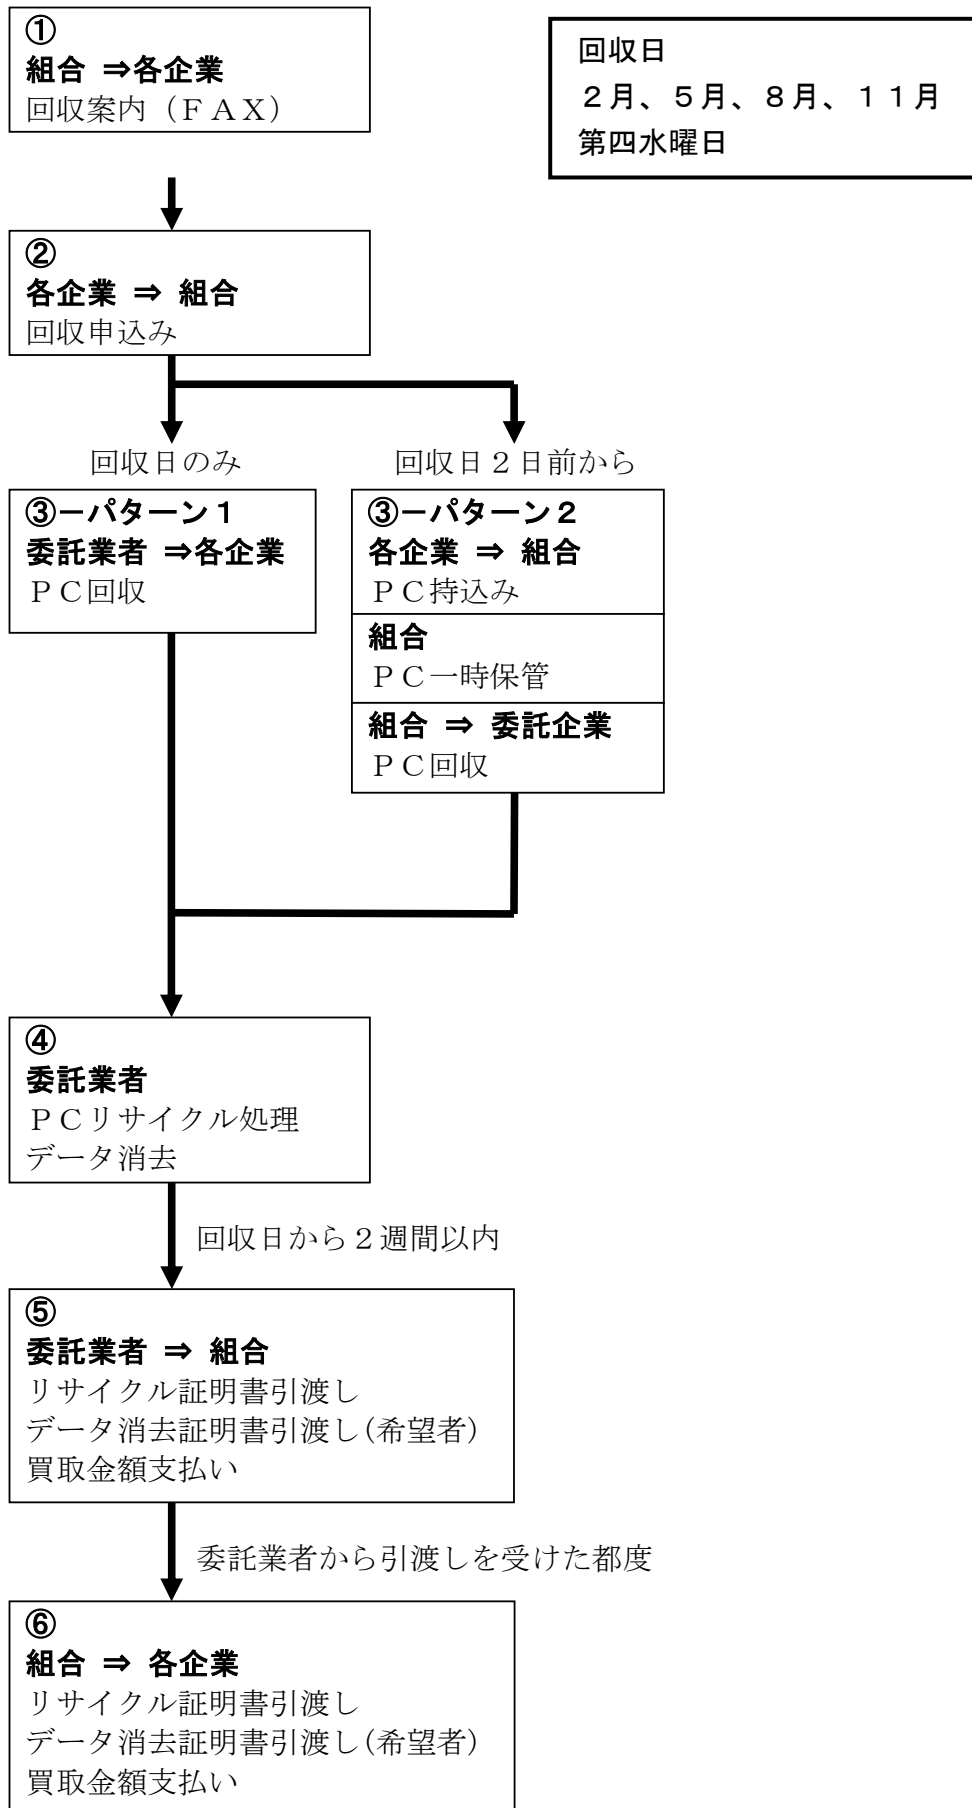 ①
組合 ⇒各企業
回収案内（ＦＡＸ）
回収日
２月、５月、８月、１１月
第四水曜日
②
各企業 ⇒ 組合
回収申込み
回収日のみ
③－パターン１
委託業者 ⇒各企業
ＰＣ回収
回収日２日前から
③－パターン２
各企業 ⇒ 組合
ＰＣ持込み
組合
ＰＣ一時保管
組合 ⇒ 委託企業
ＰＣ回収
④
委託業者
ＰＣリサイクル処理
データ消去
回収日から２週間以内
⑤
委託業者 ⇒ 組合
リサイクル証明書引渡し
データ消去証明書引渡し(希望者)
買取金額支払い
委託業者から引渡しを受けた都度
⑥
組合 ⇒ 各企業
リサイクル証明書引渡し
データ消去証明書引渡し(希望者)
買取金額支払い